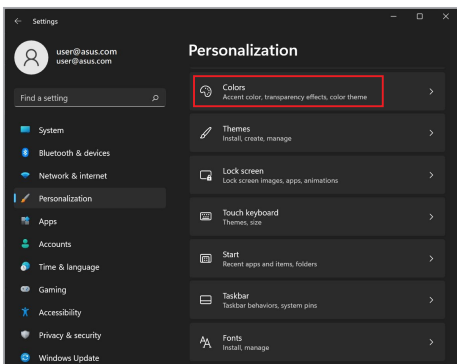 Settings
user@asus.com
user@asus.com
Find a setting
System
Bluetooth & devices
Network & internet
Personalization
Apps
Accounts
Time & language
Gaming
Accessibility
Privacy & security
Windows Update
Personalization
Colors
Accent color, transparency effects, color theme
Themes
Install, create, manage
Lock screen
Lock screen images, apps, animations
Touch keyboard
Themes, size
Start
Recent apps and items, folders
Taskbar
Taskbar behaviors, system pins
Fonts
Install, manage